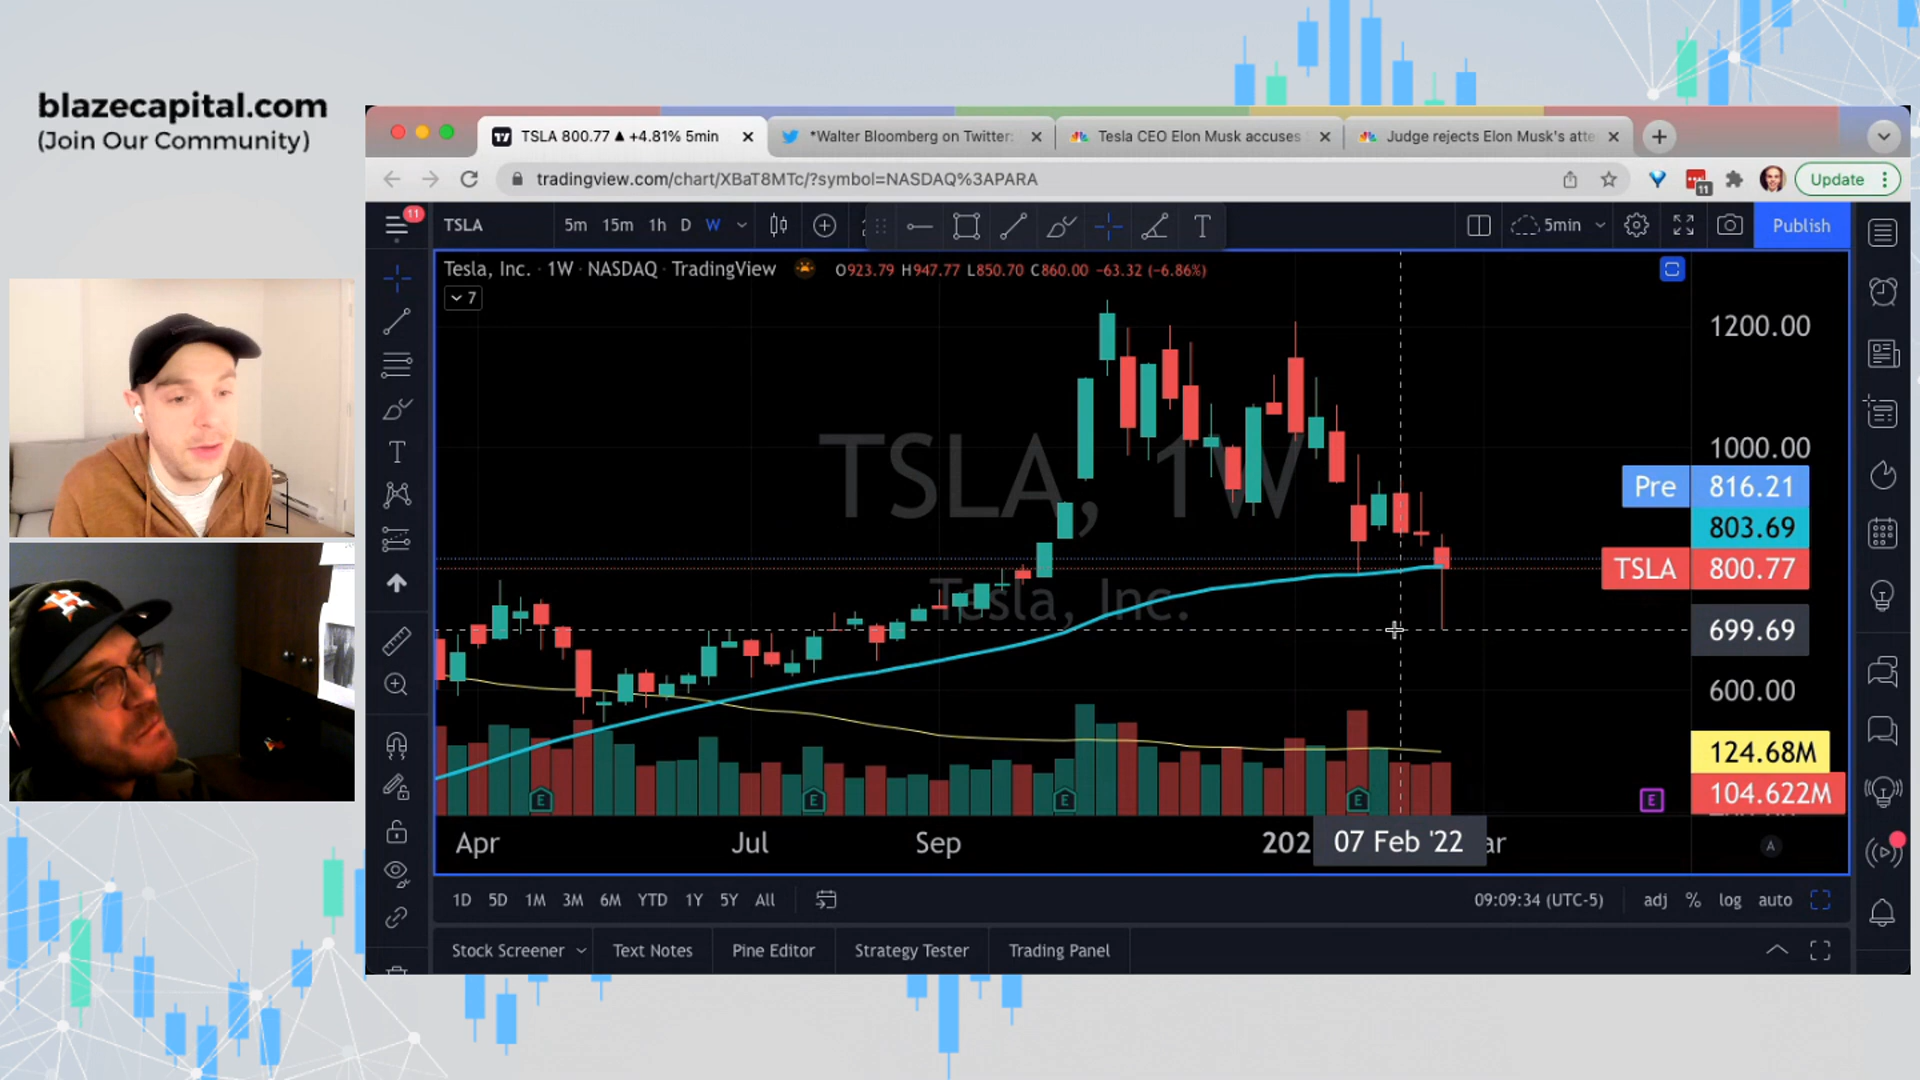 blazecapital.com
(Join Our Community)
TSLA 800.77 ▲ +4.81% 5min
*Walter Bloomberg on Twitter:
Tesla CEO Elon Musk accuses
Judge rejects Elon Musk's atte
tradingview.com/chart/XBaT8MTc/?symbol=NASDAQ%3APARA
11
Update
11
TSLA
5m 15m 1h D W
T
5min
Publish
Tesla, Inc. · 1W · NASDAQ · TradingView
O923.79 H947.77 L850.70 C860.00 −63.32 (−6.86%)
7
TSLA, 1W
Tesla, Inc.
1200.00
1000.00
Pre 816.21
803.69
TSLA 800.77
699.69
600.00
124.68M
104.622M
E
E
E
E
E
Apr
Jul
Sep
202
07 Feb '22
ar
A
1D 5D 1M 3M 6M YTD 1Y 5Y All
09:09:34 (UTC-5)
adj % log auto
Stock Screener
Text Notes
Pine Editor
Strategy Tester
Trading Panel